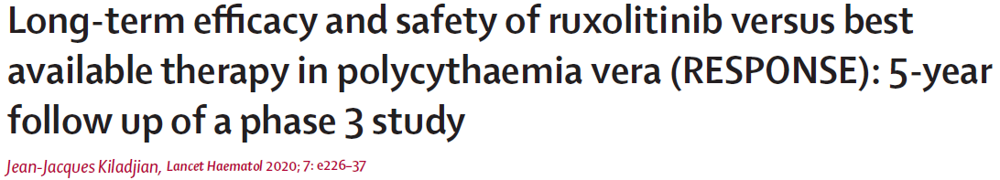 Long-term efficacy and safety of ruxolitinib versus best
available therapy in polycythaemia vera (RESPONSE): 5-year
follow up of a phase 3 study
Jean-Jacques Kiladjian, Lancet Haematol 2020; 7: e226–37